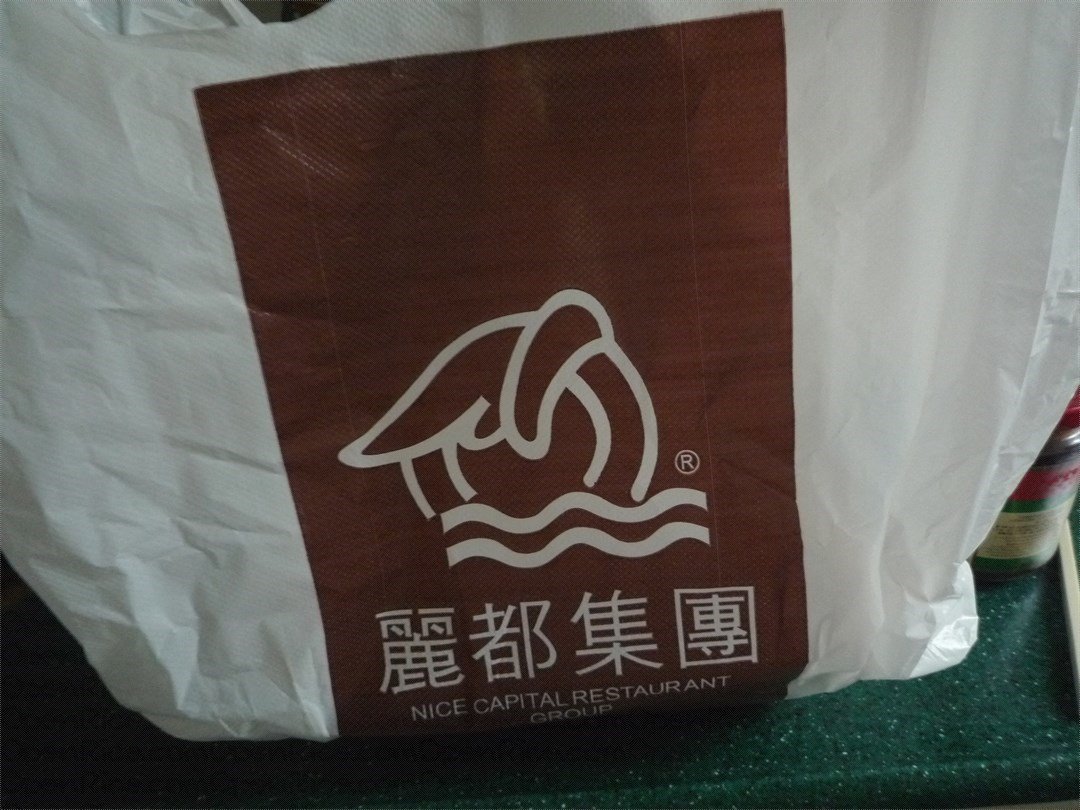 ®
麗都集團
NICE CAPITAL RESTAURANT
GROUP